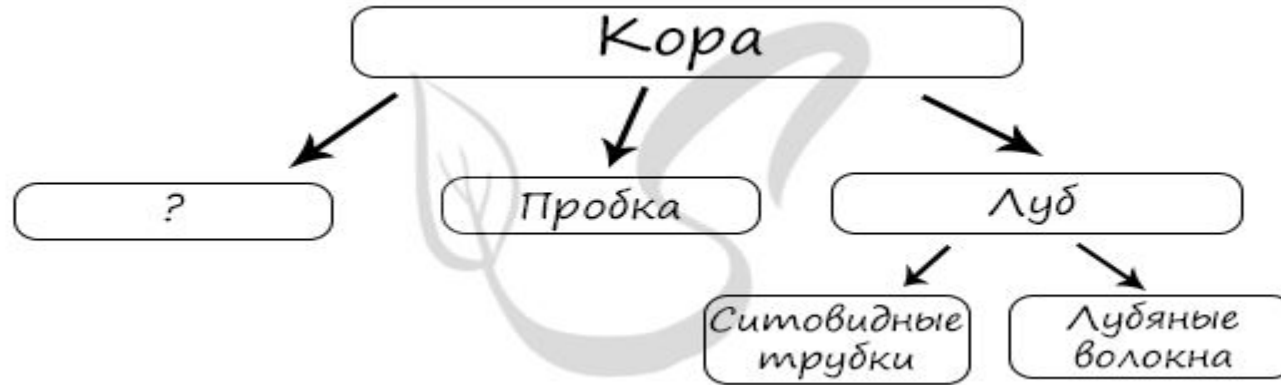 Кора
?
Пробка
Луб
Ситовидные
трубки
Лубяные
волокна